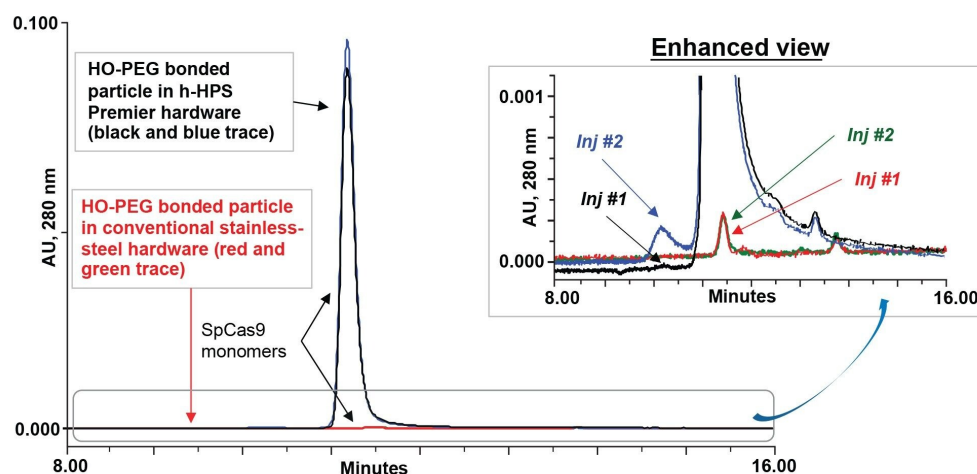 0.100
HO-PEG bonded
particle in h-HPS
Premier hardware
(black and blue trace)
HO-PEG bonded particle
in conventional stainless-
steel hardware (red and
green trace)
AU, 280 nm
SpCas9
monomers
0.000
8.00
Minutes
16.00
Enhanced view
0.001
AU, 280 nm
0.000
Inj #2
Inj #1
Inj #2
Inj #1
8.00
Minutes
16.00